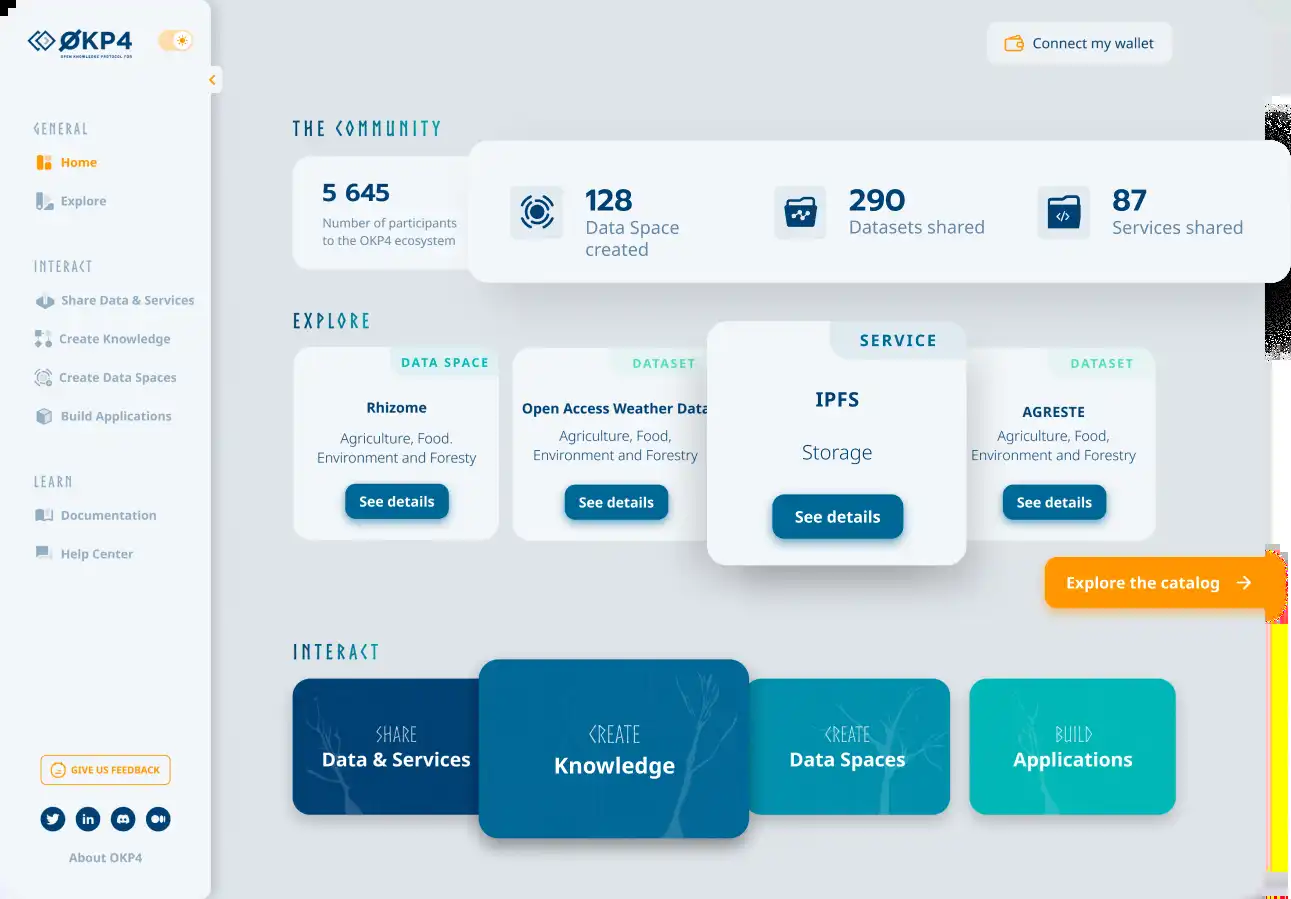 ØKP4
OPEN KNOWLEDGE PROTOCOL FOR
GENERAL
Home
Explore
INTERACT
Share Data & Services
Create Knowledge
Create Data Spaces
Build Applications
LEARN
Documentation
Help Center
GIVE US FEEDBACK
in
About OKP4
Connect my wallet
THE COMMUNITY
5 645
Number of participants
to the OKP4 ecosystem
128
Data Space
created
290
Datasets shared
87
Services shared
EXPLORE
DATA SPACE
Rhizome
Agriculture, Food.
Environment and Foresty
See details
DATASET
Open Access Weather Data
Agriculture, Food,
Environment and Forestry
See details
SERVICE
IPFS
Storage
See details
DATASET
AGRESTE
Agriculture, Food,
Environment and Forestry
See details
Explore the catalog
INTERACT
SHARE
Data & Services
CREATE
Knowledge
CREATE
Data Spaces
BUILD
Applications